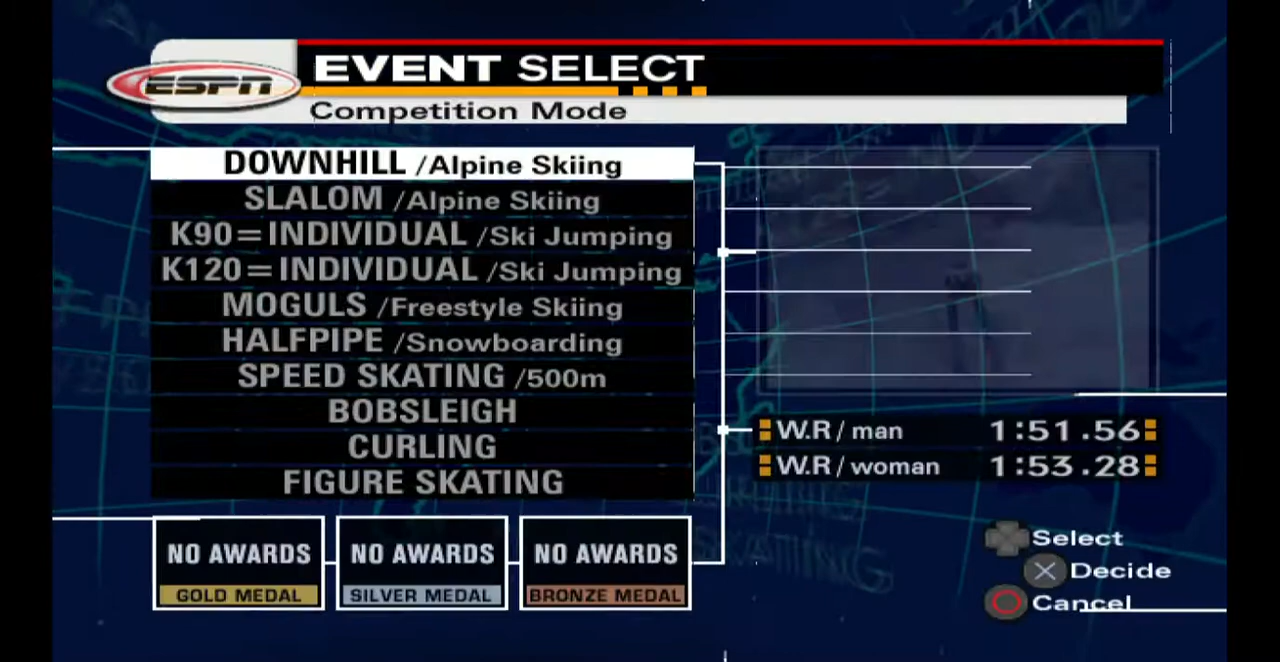 ESPN
EVENT SELECT
Competition Mode
DOWNHILL /Alpine Skiing
SLALOM /Alpine Skiing
K90=INDIVIDUAL /Ski Jumping
K120=INDIVIDUAL /Ski Jumping
MOGULS /Freestyle Skiing
HALFPIPE /Snowboarding
SPEED SKATING /500m
BOBSLEIGH
CURLING
FIGURE SKATING
W.R / man 1:51.56
W.R / woman 1:53.28
NO AWARDS NO AWARDS NO AWARDS
GOLD MEDAL SILVER MEDAL BRONZE MEDAL
Select
Decide
Cancel